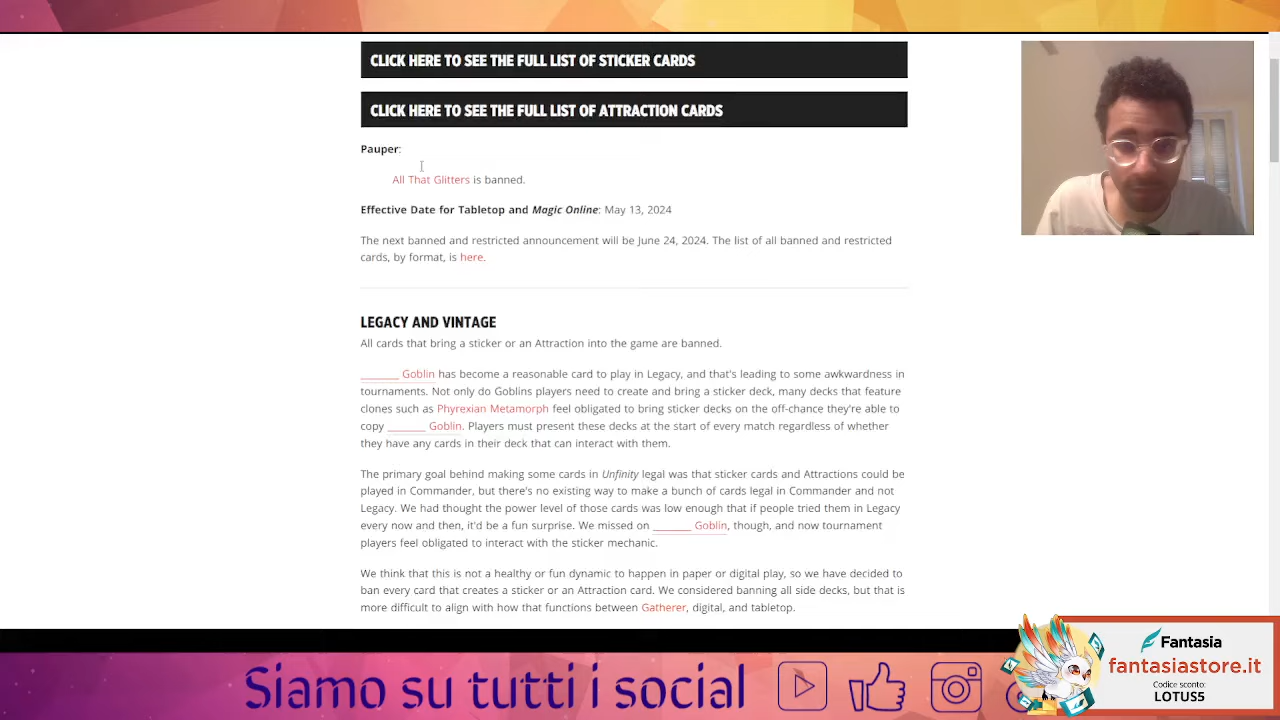 CLICK HERE TO SEE THE FULL LIST OF STICKER CARDS
CLICK HERE TO SEE THE FULL LIST OF ATTRACTION CARDS
Pauper:
All That Glitters is banned.
Effective Date for Tabletop and Magic Online: May 13, 2024
The next banned and restricted announcement will be June 24, 2024. The list of all banned and restricted
cards, by format, is here.
LEGACY AND VINTAGE
All cards that bring a sticker or an Attraction into the game are banned.
_______ Goblin has become a reasonable card to play in Legacy, and that's leading to some awkwardness in
tournaments. Not only do Goblins players need to create and bring a sticker deck, many decks that feature
clones such as Phyrexian Metamorph feel obligated to bring sticker decks on the off-chance they're able to
copy _______ Goblin. Players must present these decks at the start of every match regardless of whether
they have any cards in their deck that can interact with them.
The primary goal behind making some cards in Unfinity legal was that sticker cards and Attractions could be
played in Commander, but there's no existing way to make a bunch of cards legal in Commander and not
Legacy. We had thought the power level of those cards was low enough that if people tried them in Legacy
every now and then, it'd be a fun surprise. We missed on _______ Goblin, though, and now tournament
players feel obligated to interact with the sticker mechanic.
We think that this is not a healthy or fun dynamic to happen in paper or digital play, so we have decided to
ban every card that creates a sticker or an Attraction card. We considered banning all side decks, but that is
more difficult to align with how that functions between Gatherer, digital, and tabletop.
Siamo su tutti i social
Fantasia
fantasiastore.it
Codice sconto:
LOTUS5